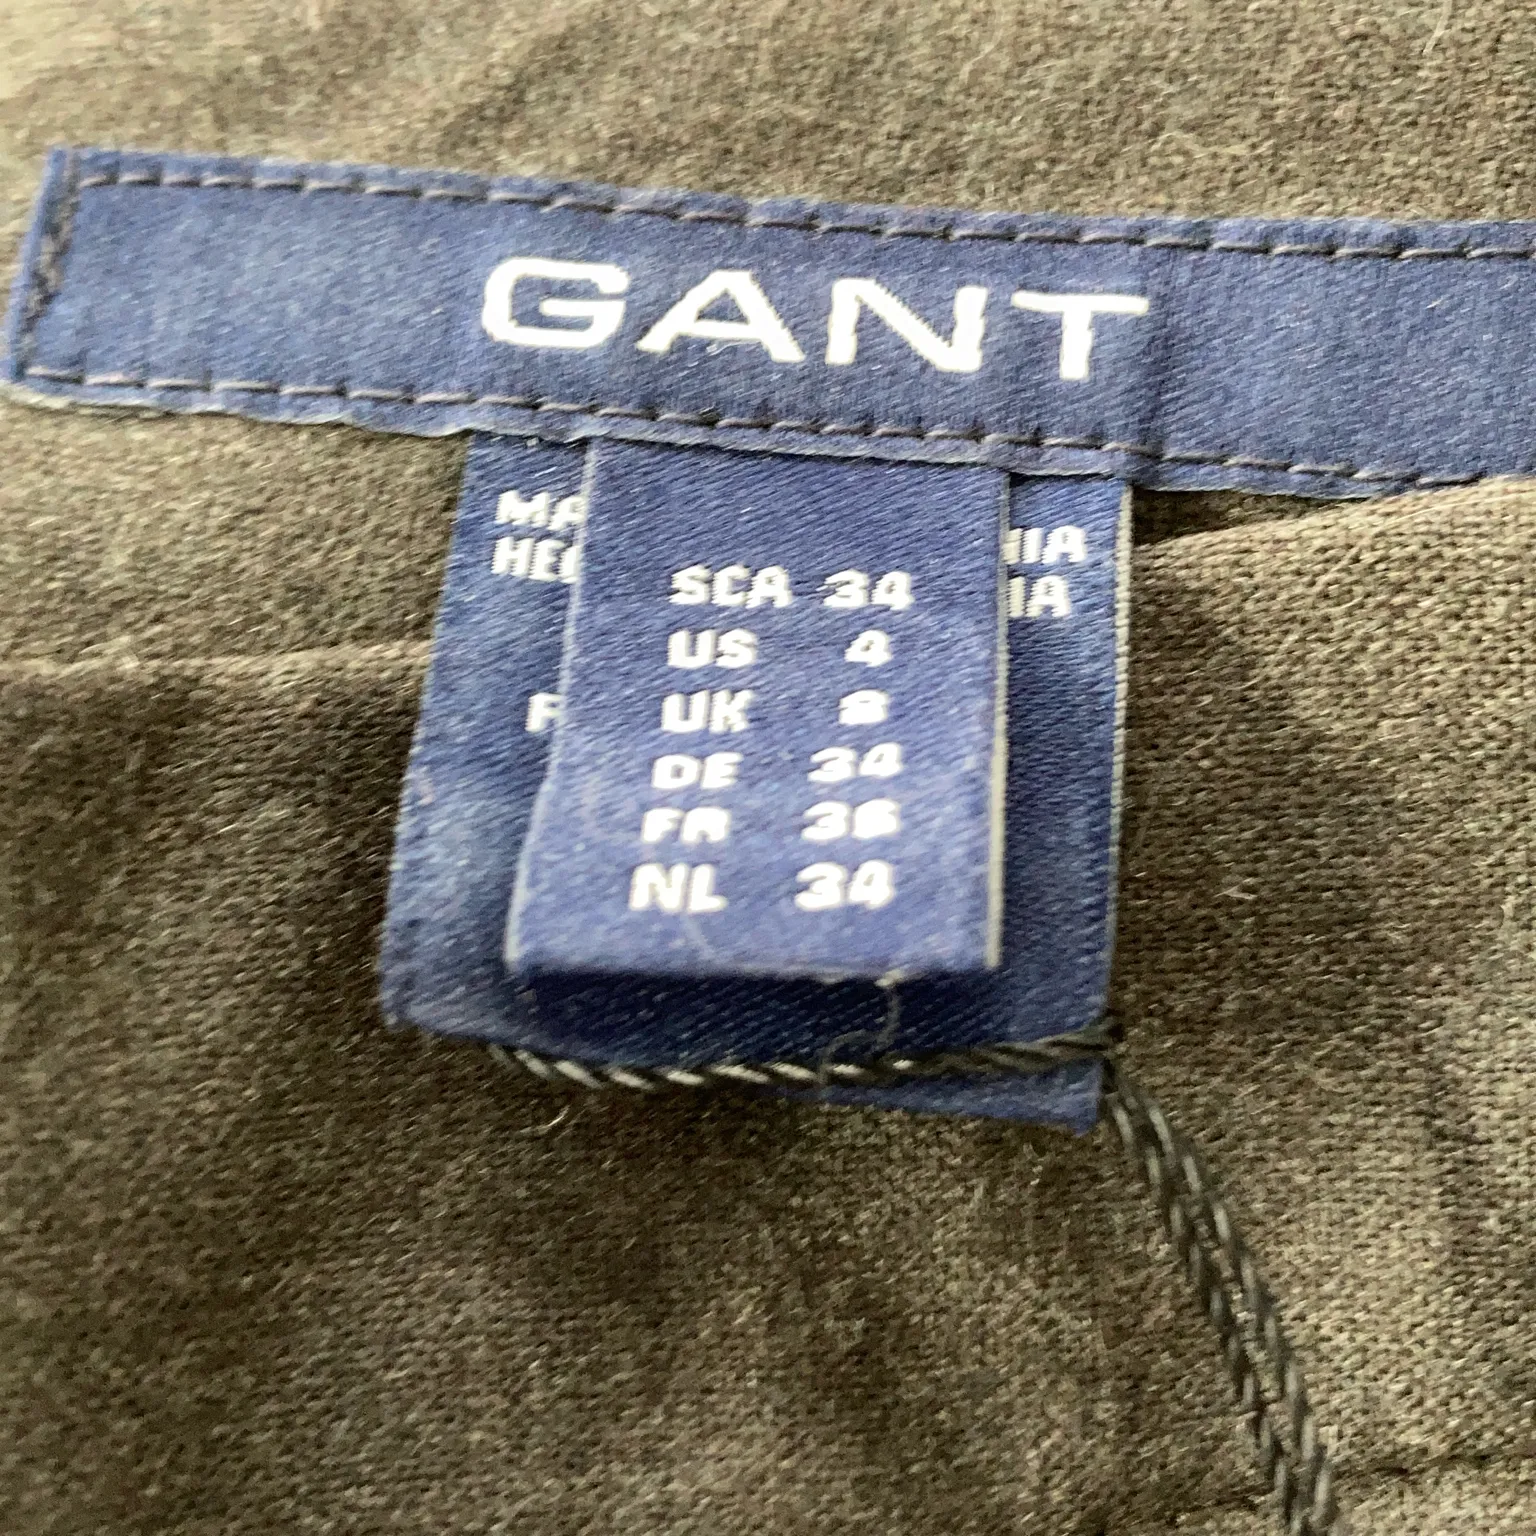 GANT
SCA 34
US 4
UK 8
DE 34
FR 36
NL 34